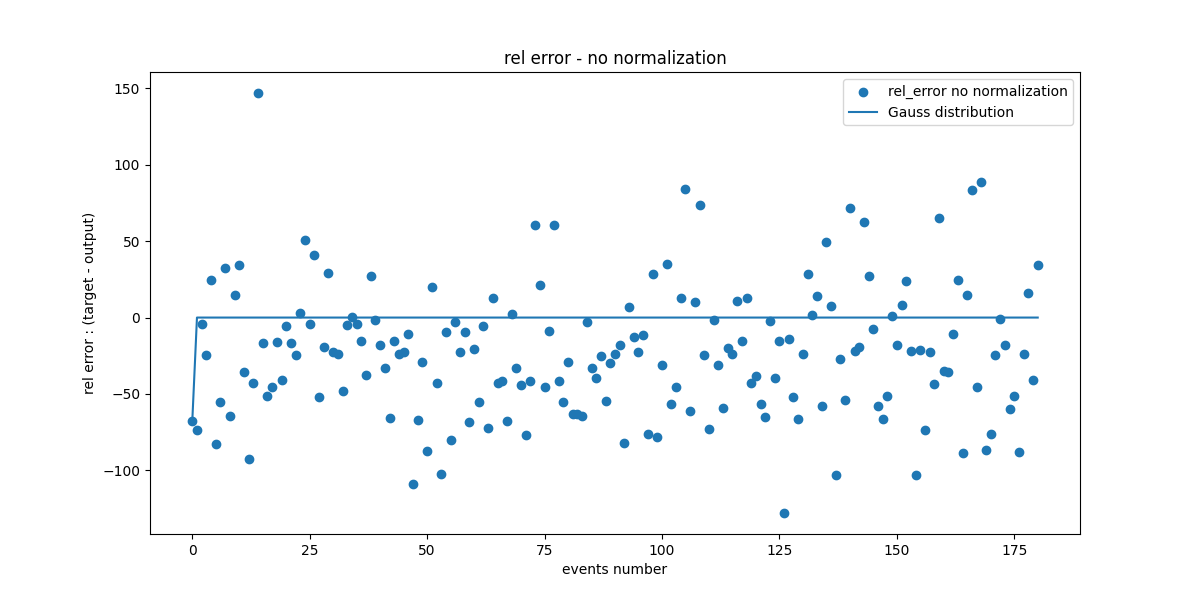 rel error - no normalization
rel_error no normalization
Gauss distribution
rel error : (target - output)
150
100
50
0
−50
−100
0 25 50 75 100 125 150 175
events number